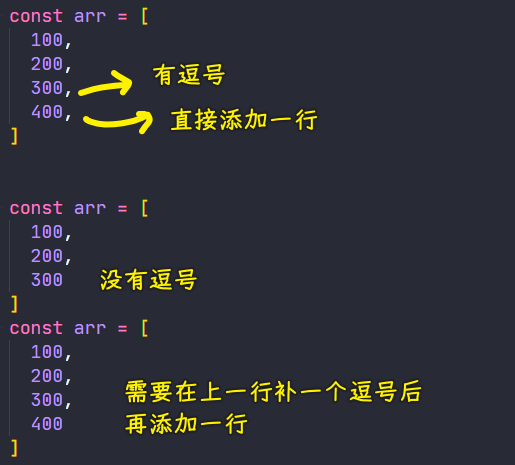 const arr = [
100,
200,
300, 有逗号
400, 直接添加一行
]
const arr = [
100,
200,
300 没有逗号
]
const arr = [
100,
200,
300, 需要在上一行补一个逗号后
400 再添加一行
]